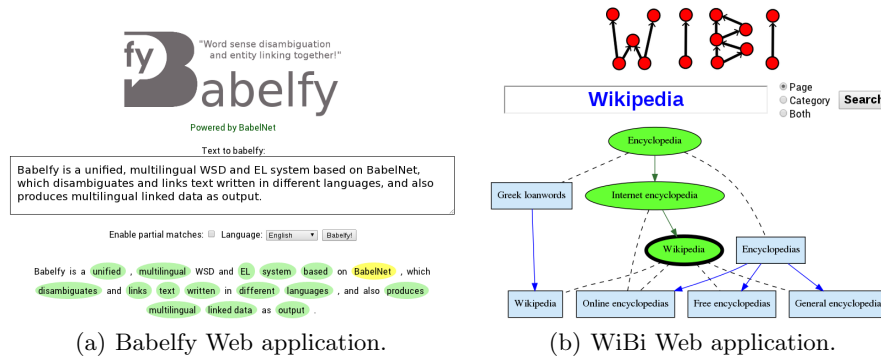 fy
"Word sense disambiguation
and entity linking together!"
Babelfy
Powered by BabelNet
Text to babelfy:
Babelfy is a unified, multilingual WSD and EL system based on BabelNet,
which disambiguates and links text written in different languages, and also
produces multilingual linked data as output.
Enable partial matches: Language: English Babelfy!
Babelfy is a unified , multilingual WSD and EL system based on BabelNet , which
disambiguates and links text written in different languages , and also produces
multilingual linked data as output .
(a) Babelfy Web application.
WIBI
Wikipedia
Page
Category
Both
Search
Encyclopedia
Greek loanwords
Internet encyclopedia
Wikipedia
Encyclopedias
Wikipedia
Online encyclopedias
Free encyclopedias
General encyclopedia
(b) WiBi Web application.